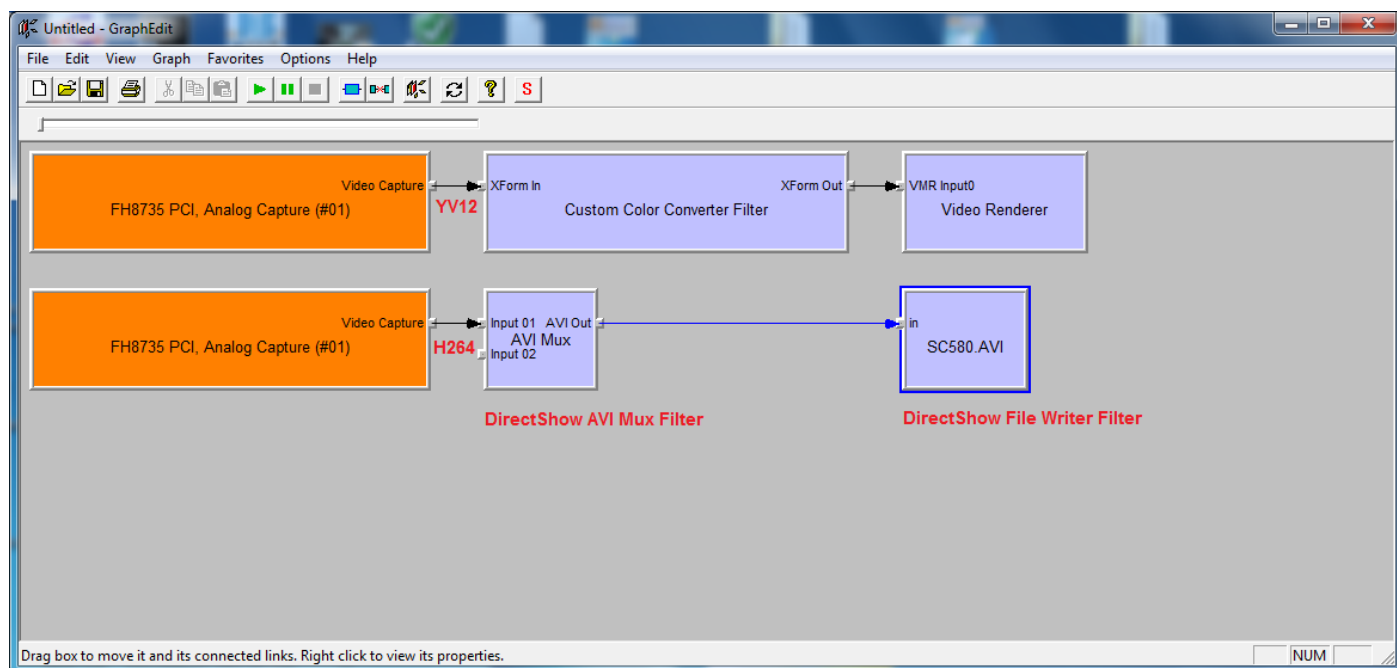 Untitled - GraphEdit
File Edit View Graph Favorites Options Help
S
Video Capture
FH8735 PCI, Analog Capture (#01)
YV12
XForm In XForm Out
Custom Color Converter Filter
VMR Input0
Video Renderer
Video Capture
FH8735 PCI, Analog Capture (#01)
H264
Input 01 AVI Out
AVI Mux
Input 02
in
SC580.AVI
DirectShow AVI Mux Filter
DirectShow File Writer Filter
Drag box to move it and its connected links. Right click to view its properties.
NUM